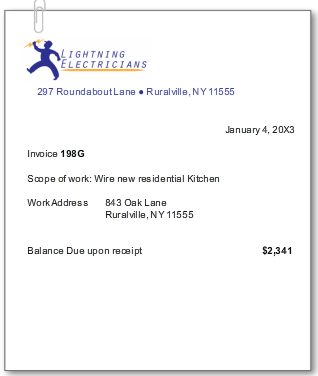 LIGHTNING
ELECTRICIANS
297 Roundabout Lane ● Ruralville, NY 11555
January 4, 20X3
Invoice 198G
Scope of work: Wire new residential Kitchen
Work Address 843 Oak Lane
Ruralville, NY 11555
Balance Due upon receipt $2,341